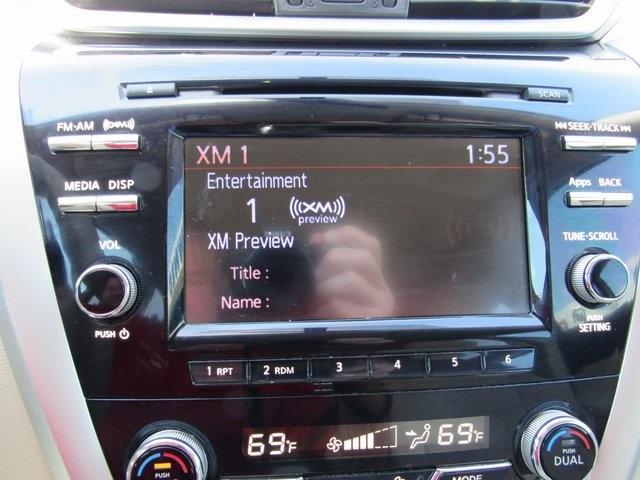 SCAN
FM·AM ((XM))
SEEK·TRACK
XM 1 1:55
Entertainment
1 ((XM)) preview
XM Preview
Title :
Name :
MEDIA DISP
Apps BACK
VOL
TUNE·SCROLL
PUSH
PUSH SETTING
1 RPT 2 RDM 3 4 5 6
69°F 69°F
PUSH
PUSH DUAL
MODE